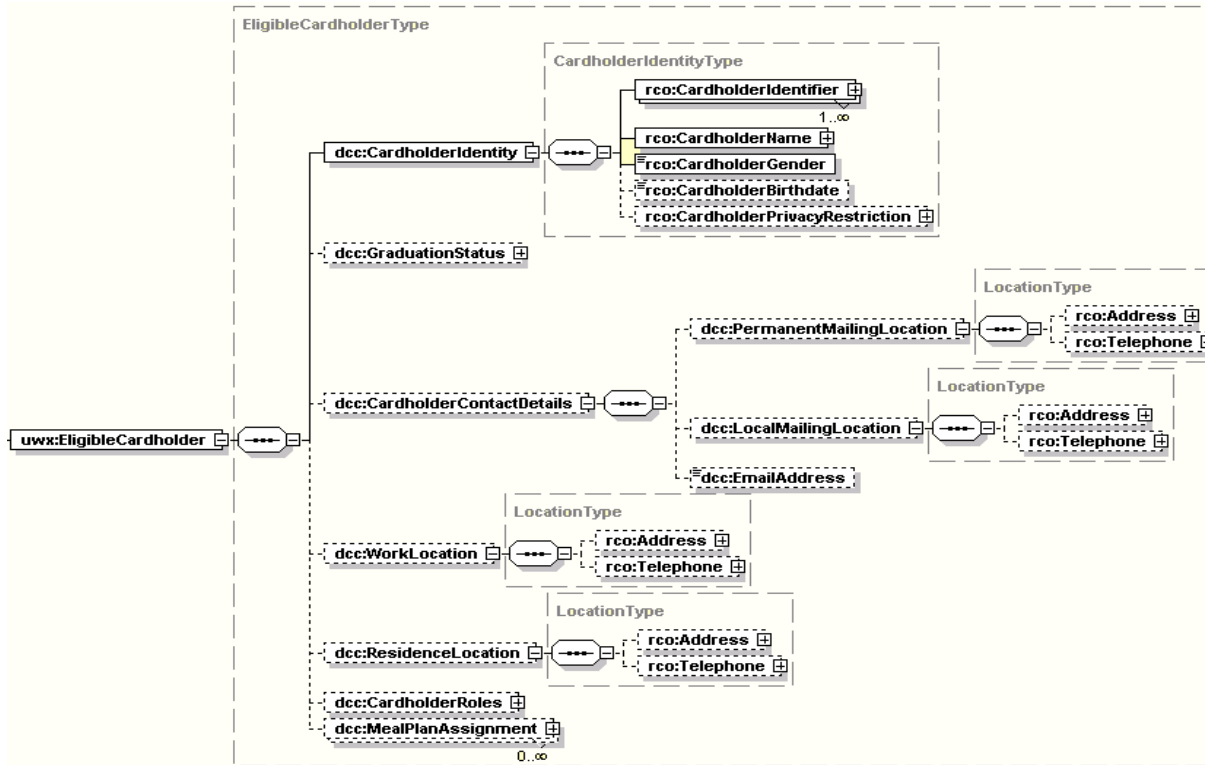 EligibleCardholderType
CardholderIdentityType
rco:CardholderIdentifier
1..∞
rco:CardholderName
dcc:CardholderIdentity
rco:CardholderGender
rco:CardholderBirthdate
rco:CardholderPrivacyRestriction
dcc:GraduationStatus
LocationType
rco:Address
dcc:PermanentMailingLocation
rco:Telephone
LocationType
dcc:CardholderContactDetails
rco:Address
dcc:LocalMailingLocation
rco:Telephone
uwx:EligibleCardholder
dcc:EmailAddress
LocationType
rco:Address
dcc:WorkLocation
rco:Telephone
LocationType
rco:Address
dcc:ResidenceLocation
rco:Telephone
dcc:CardholderRoles
dcc:MealPlanAssignment
0..∞